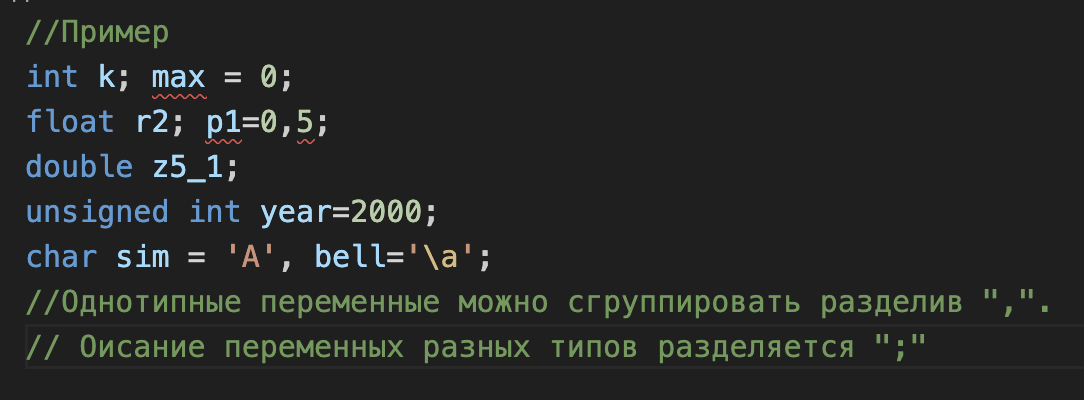 //Пример
int k; max = 0;
float r2; p1=0,5;
double z5_1;
unsigned int year=2000;
char sim = 'A', bell='\a';
//Однотипные переменные можно сгруппировать разделив ",".
// Оисание переменных разных типов разделяется ";"